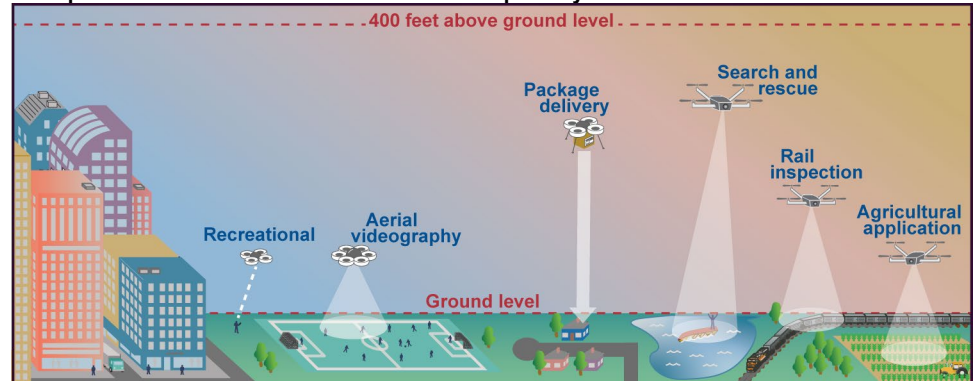 400 feet above ground level
Search and
rescue
Package
delivery
Rail
inspection
Agricultural
application
Recreational
Aerial
videography
Ground level